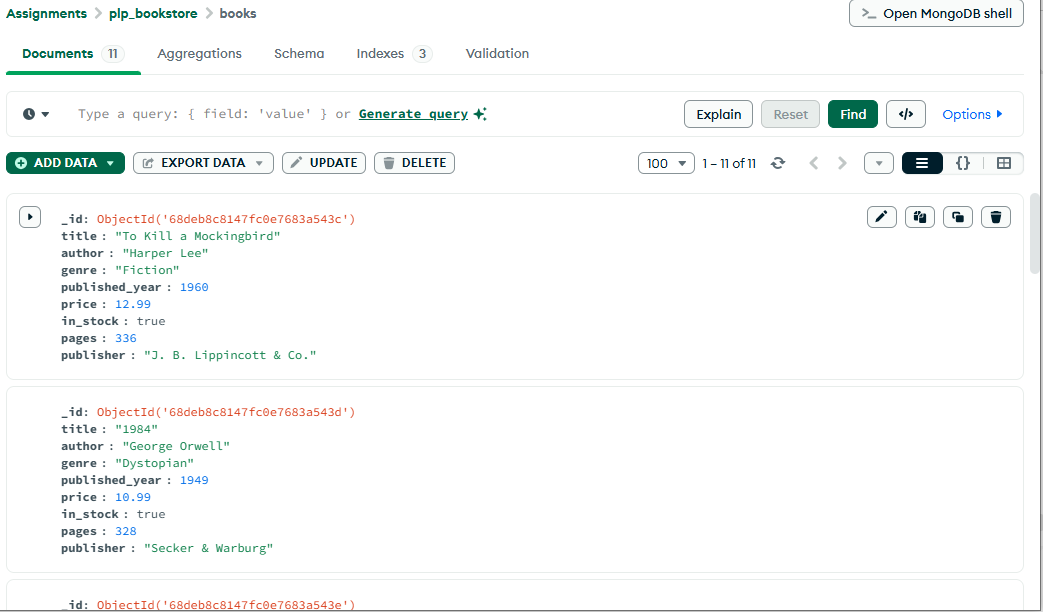 Assignments > plp_bookstore > books
>_ Open MongoDB shell
Documents 11 Aggregations Schema Indexes 3 Validation
Type a query: { field: 'value' } or Generate query
Explain Reset Find </> Options
ADD DATA EXPORT DATA UPDATE DELETE
100 1 – 11 of 11 {}
_id: ObjectId('68deb8c8147fc0e7683a543c')
title : "To Kill a Mockingbird"
author : "Harper Lee"
genre : "Fiction"
published_year : 1960
price : 12.99
in_stock : true
pages : 336
publisher : "J. B. Lippincott & Co."
_id: ObjectId('68deb8c8147fc0e7683a543d')
title : "1984"
author : "George Orwell"
genre : "Dystopian"
published_year : 1949
price : 10.99
in_stock : true
pages : 328
publisher : "Secker & Warburg"
_id: ObjectId('68deb8c8147fc0e7683a543e')